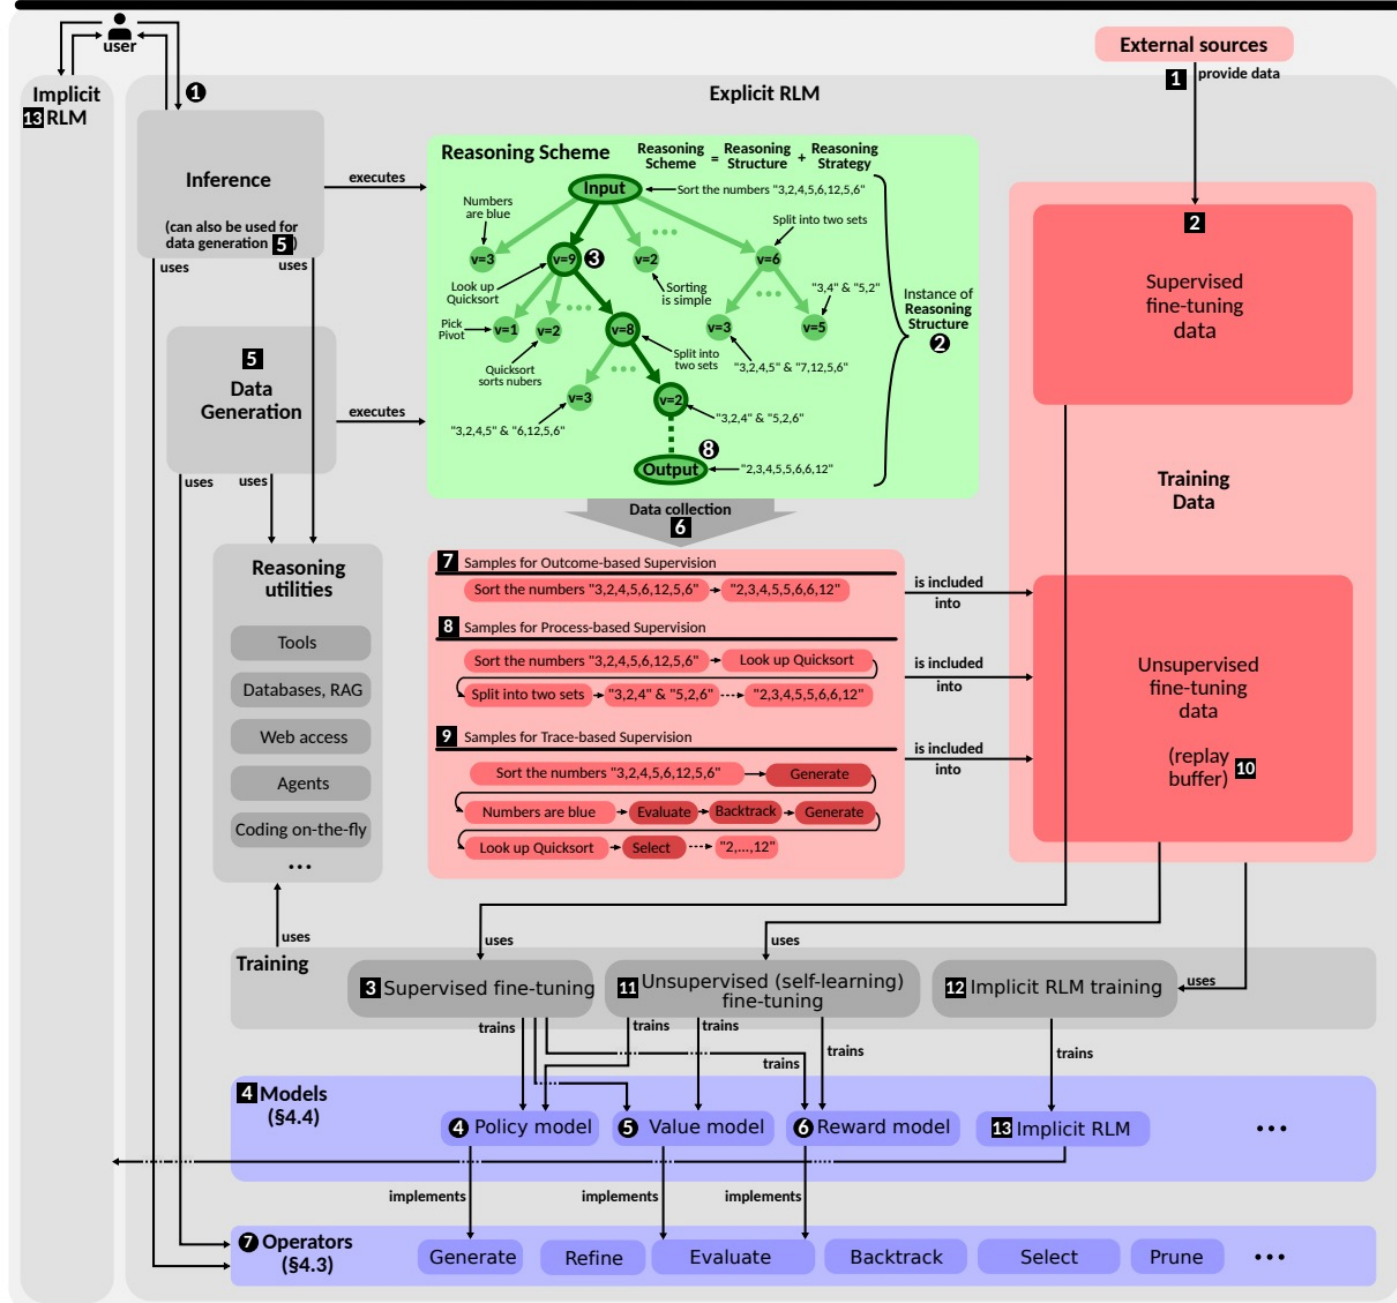 user
External sources
1 provide data
Implicit
13 RLM
1
Explicit RLM
Inference
(can also be used for
data generation 5 )
executes
uses
uses
Reasoning Scheme
Reasoning
Scheme
=
Reasoning
Structure
+
Reasoning
Strategy
Input
Sort the numbers "3,2,4,5,6,12,5,6"
Numbers
are blue
Split into two sets
v=3
v=9
3
v=2
v=6
Look up
Quicksort
Sorting
is simple
"3,4" & "5,2"
Pick
Pivot
v=1
v=2
v=8
v=3
v=5
Instance of
Reasoning
Structure
2
Quicksort
sorts nubers
Split into
two sets
"3,2,4,5" & "7,12,5,6"
v=3
v=2
"3,2,4,5" & "6,12,5,6"
"3,2,4" & "5,2,6"
8
Output
"2,3,4,5,5,6,6,12"
5
Data
Generation
executes
uses
uses
2
Supervised
fine-tuning
data
Training
Data
Unsupervised
fine-tuning
data
(replay
buffer) 10
Data collection
6
Reasoning
utilities
Tools
Databases, RAG
Web access
Agents
Coding on-the-fly
...
7 Samples for Outcome-based Supervision
Sort the numbers "3,2,4,5,6,12,5,6"
"2,3,4,5,5,6,6,12"
is included
into
8 Samples for Process-based Supervision
Sort the numbers "3,2,4,5,6,12,5,6"
Look up Quicksort
Split into two sets
"3,2,4" & "5,2,6"
"2,3,4,5,5,6,6,12"
is included
into
9 Samples for Trace-based Supervision
Sort the numbers "3,2,4,5,6,12,5,6"
Generate
Numbers are blue
Evaluate
Backtrack
Generate
Look up Quicksort
Select
"2,...,12"
is included
into
uses
uses
uses
Training
3 Supervised fine-tuning
11 Unsupervised (self-learning)
fine-tuning
12 Implicit RLM training
uses
trains
trains
trains
trains
trains
trains
4 Models
(§4.4)
4 Policy model
5 Value model
6 Reward model
13 Implicit RLM
...
implements
implements
implements
7 Operators
(§4.3)
Generate
Refine
Evaluate
Backtrack
Select
Prune
...